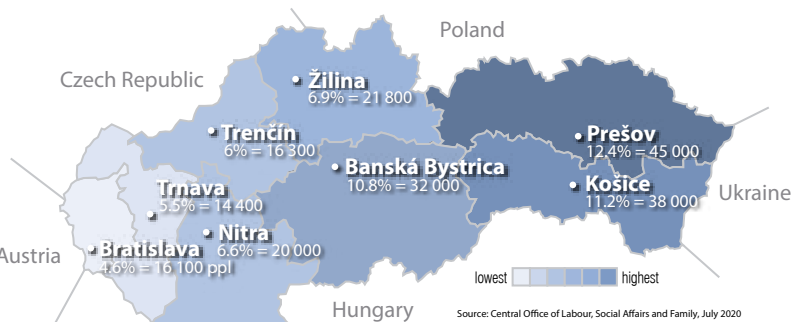 Poland
Czech Republic
Žilina
6.9% = 21 800
Trenčín
6% = 16 300
Prešov
12.4% = 45 000
Banská Bystrica
10.8% = 32 000
Košice
11.2% = 38 000
Ukraine
Trnava
5.5% = 14 400
Nitra
6.6% = 20 000
Austria
Bratislava
4.6% = 16 100 ppl
lowest highest
Hungary
Source: Central Office of Labour, Social Affairs and Family, July 2020